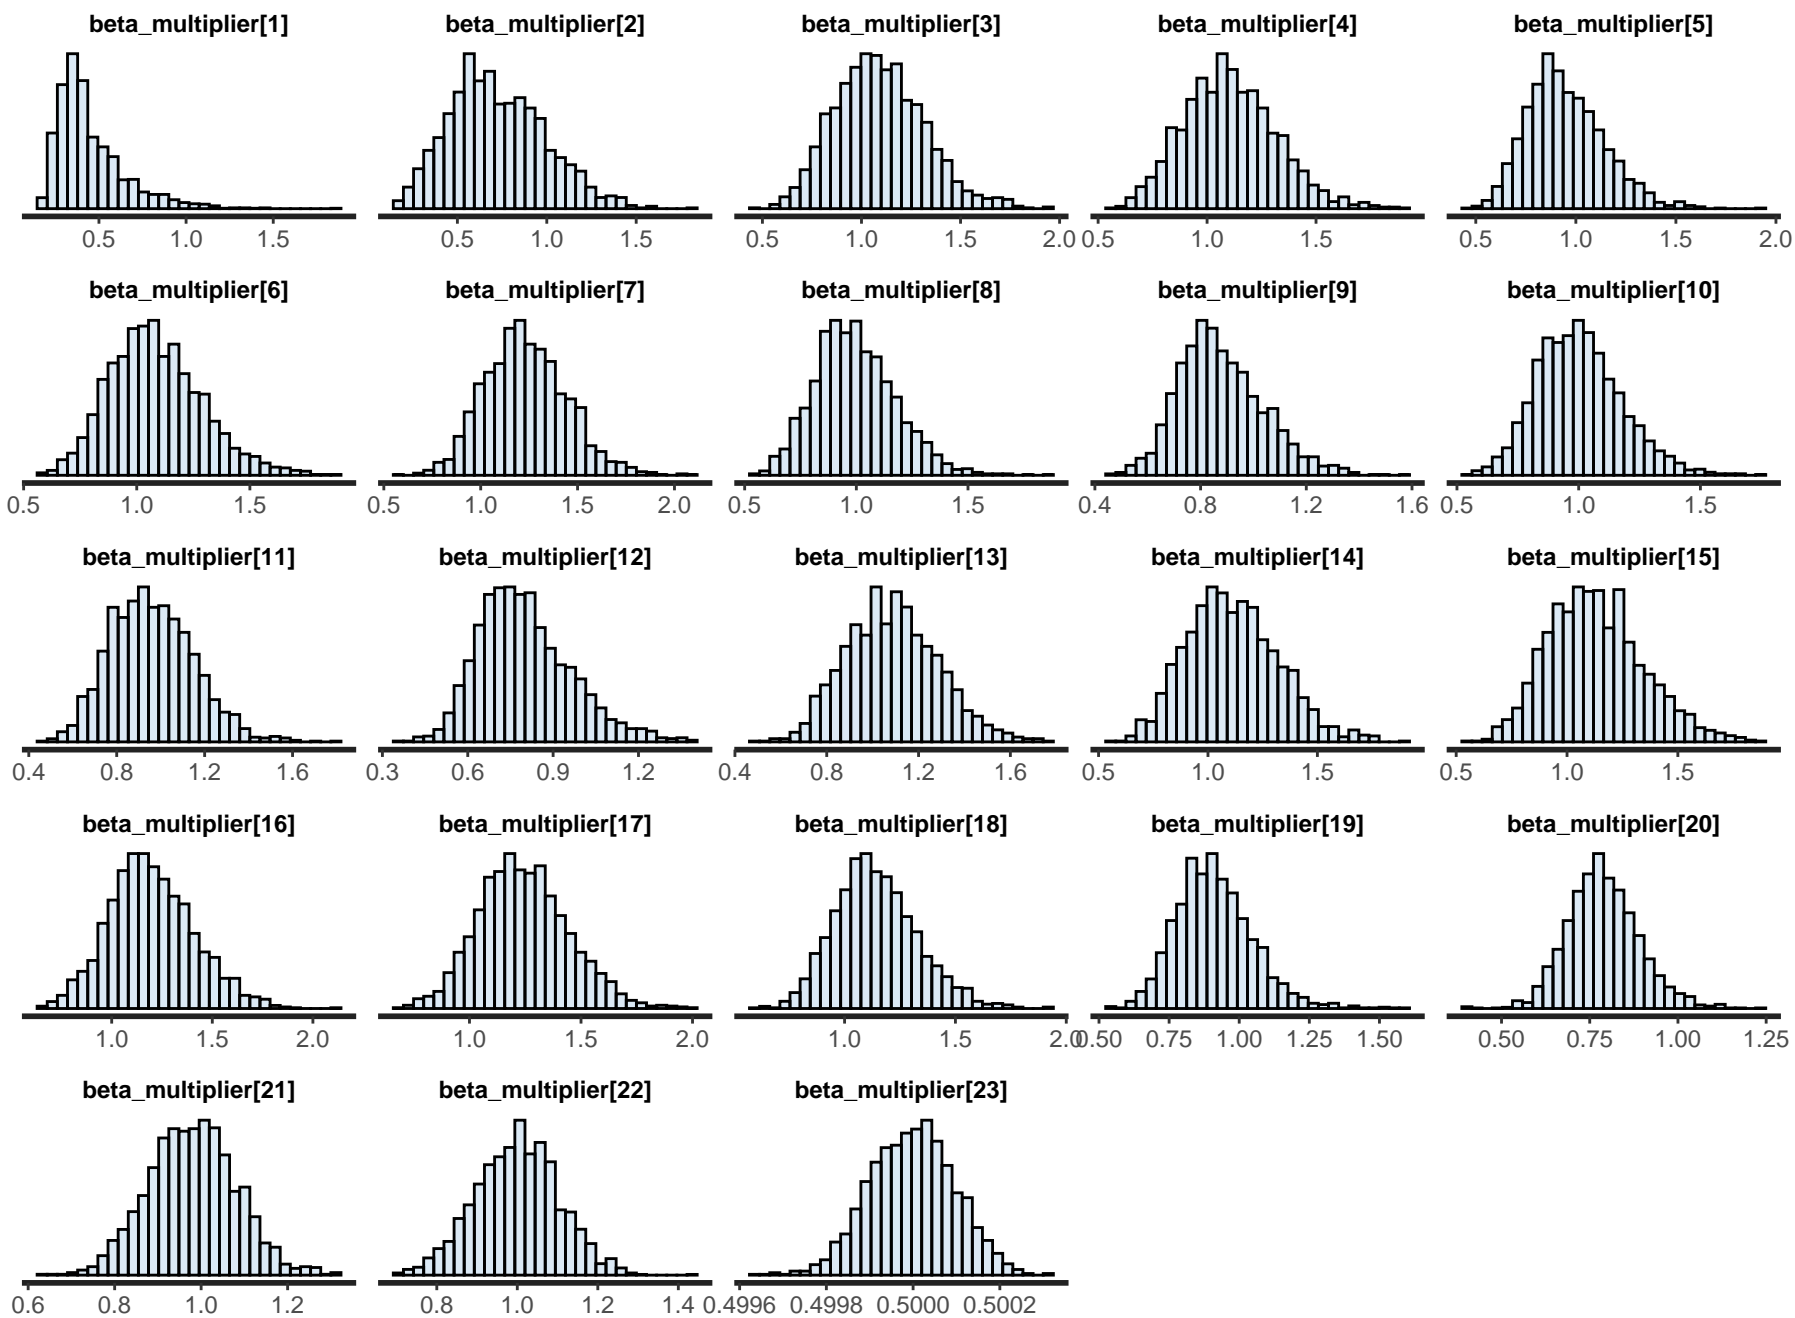 beta_multiplier[1] beta_multiplier[2] beta_multiplier[3] beta_multiplier[4] beta_multiplier[5]
0.5 1.0 1.5 0.5 1.0 1.5 0.5 1.0 1.5 2.0 0.5 1.0 1.5 0.5 1.0 1.5 2.0
beta_multiplier[6] beta_multiplier[7] beta_multiplier[8] beta_multiplier[9] beta_multiplier[10]
0.5 1.0 1.5 0.5 1.0 1.5 2.0 0.5 1.0 1.5 0.4 0.8 1.2 1.6 0.5 1.0 1.5
beta_multiplier[11] beta_multiplier[12] beta_multiplier[13] beta_multiplier[14] beta_multiplier[15]
0.4 0.8 1.2 1.6 0.3 0.6 0.9 1.2 0.4 0.8 1.2 1.6 0.5 1.0 1.5 0.5 1.0 1.5
beta_multiplier[16] beta_multiplier[17] beta_multiplier[18] beta_multiplier[19] beta_multiplier[20]
1.0 1.5 2.0 1.0 1.5 2.0 1.0 1.5 2.0 0.50 0.75 1.00 1.25 1.50 0.50 0.75 1.00 1.25
beta_multiplier[21] beta_multiplier[22] beta_multiplier[23]
0.6 0.8 1.0 1.2 0.8 1.0 1.2 1.4 0.4996 0.4998 0.5000 0.5002